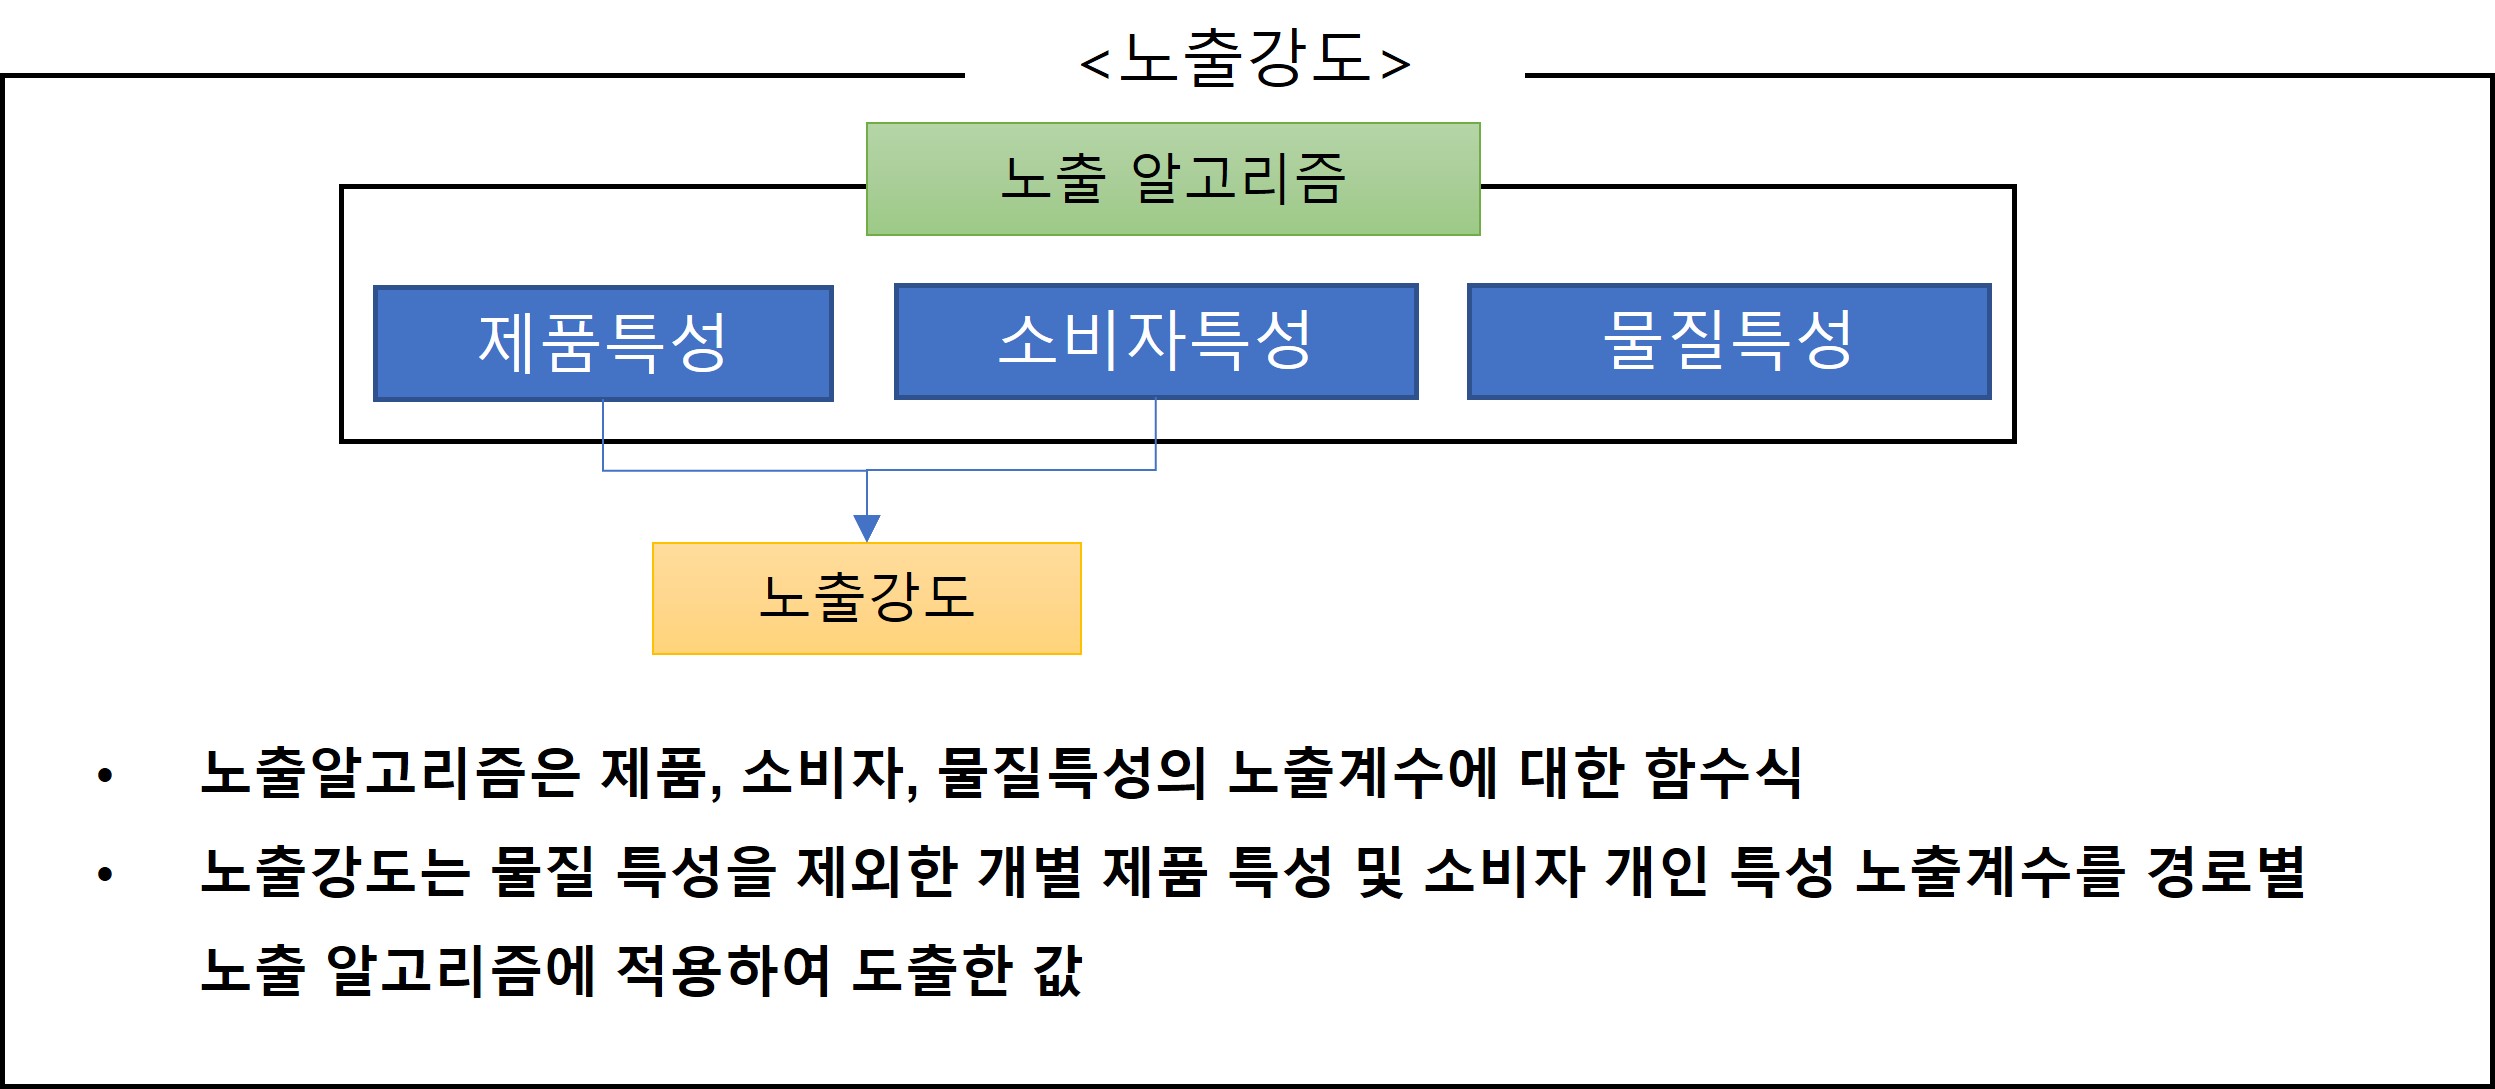 <노출강도>
노출 알고리즘
제품특성
소비자특성
물질특성
노출강도
• 노출알고리즘은 제품, 소비자, 물질특성의 노출계수에 대한 함수식
• 노출강도는 물질 특성을 제외한 개별 제품 특성 및 소비자 개인 특성 노출계수를 경로별
노출 알고리즘에 적용하여 도출한 값